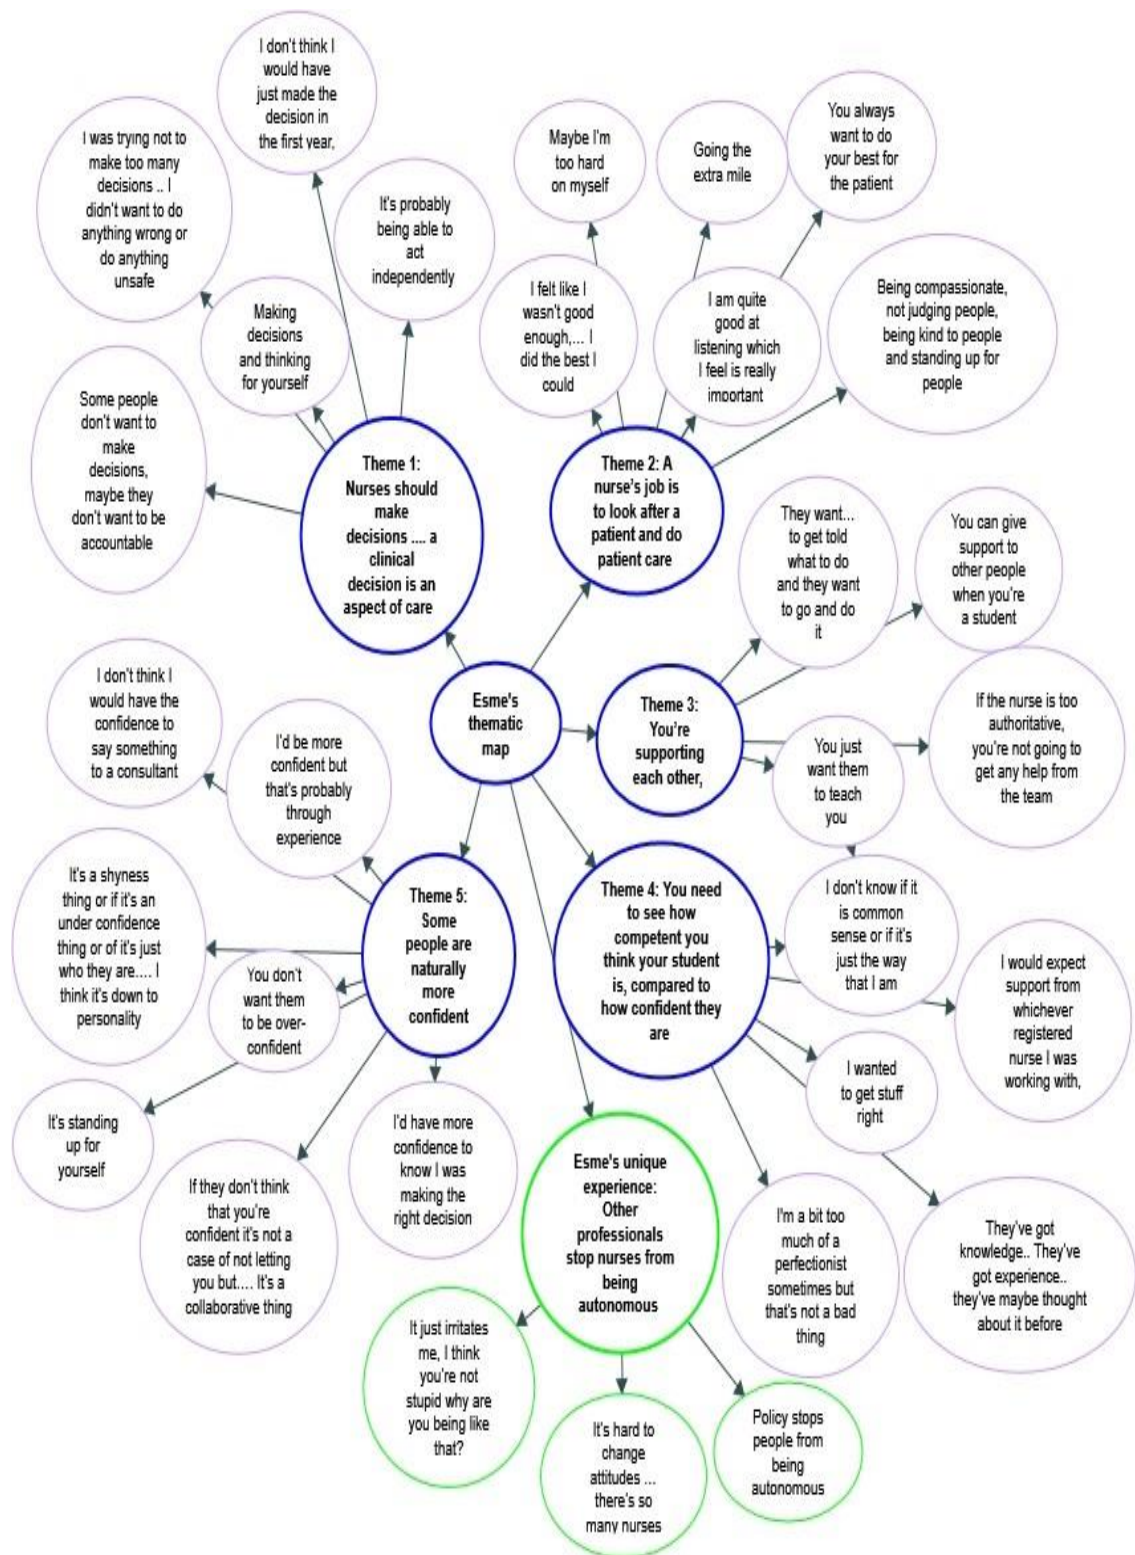 I don't think I
would have
just made the
decision in
the first year,
I was trying not to
make too many
decisions .. I
didn't want to do
anything wrong or
do anything
unsafe
It's probably
being able to
act
independently
Making
decisions
and thinking
for yourself
Some people
don't want to
make
decisions,
maybe they
don't want to be
accountable
Theme 1:
Nurses should
make
decisions .... a
clinical
decision is an
aspect of care
Maybe I'm
too hard
on myself
Going the
extra mile
You always
want to do
your best for
the patient
I felt like I
wasn't good
enough,... I
did the best I
could
I am quite
good at
listening which
I feel is really
important
Being compassionate,
not judging people,
being kind to people
and standing up for
people
Theme 2: A
nurse's job is
to look after a
patient and do
patient care
They want...
to get told
what to do
and they want
to go and do
it
You can give
support to
other people
when you're
a student
Esme's
thematic
map
Theme 3:
You're
supporting
each other,
If the nurse is too
authoritative,
you're not going to
get any help from
the team
You just
want them
to teach
you
I don't think I
would have the
confidence to
say something
to a consultant
I'd be more
confident but
that's probably
through
experience
It's a shyness
thing or if it's an
under confidence
thing or of it's just
who they are.... I
think it's down to
personality
Theme 5:
Some
people are
naturally
more
confident
You don't
want them
to be over-
confident
It's standing
up for
yourself
If they don't think
that you're
confident it's not a
case of not letting
you but.... It's a
collaborative thing
I'd have more
confidence to
know I was
making the
right decision
Theme 4: You need
to see how
competent you
think your student
is, compared to
how confident they
are
I don't know if it
is common
sense or if it's
just the way
that I am
I would expect
support from
whichever
registered
nurse I was
working with,
I wanted
to get stuff
right
They've got
knowledge.. They've
got experience..
they've maybe thought
about it before
I'm a bit too
much of a
perfectionist
sometimes but
that's not a bad
thing
Esme's unique
experience:
Other
professionals
stop nurses from
being
autonomous
It just irritates
me, I think
you're not
stupid why are
you being like
that?
It's hard to
change
attitudes ...
there's so
many nurses
Policy stops
people from
being
autonomous